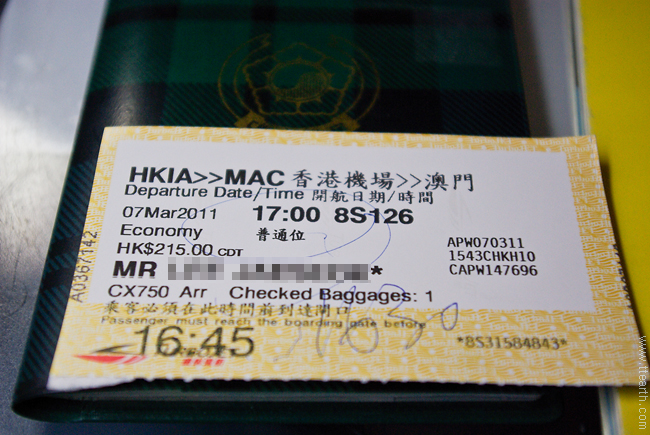 HKIA>>MAC 香港機場>>澳門
Departure Date/Time 開航日期/時間
07Mar2011 17:00 8S126
Economy 普通位
HK$215.00 CDT
MR *
CX750 Arr Checked Baggages: 1
乘客必須在此時間前到達閘口
Passenger must reach the boarding gate before
16:45
APW070311
1543CHKH10
CAPW147696
*8S31584843*
A0367142
www.ttearth.com